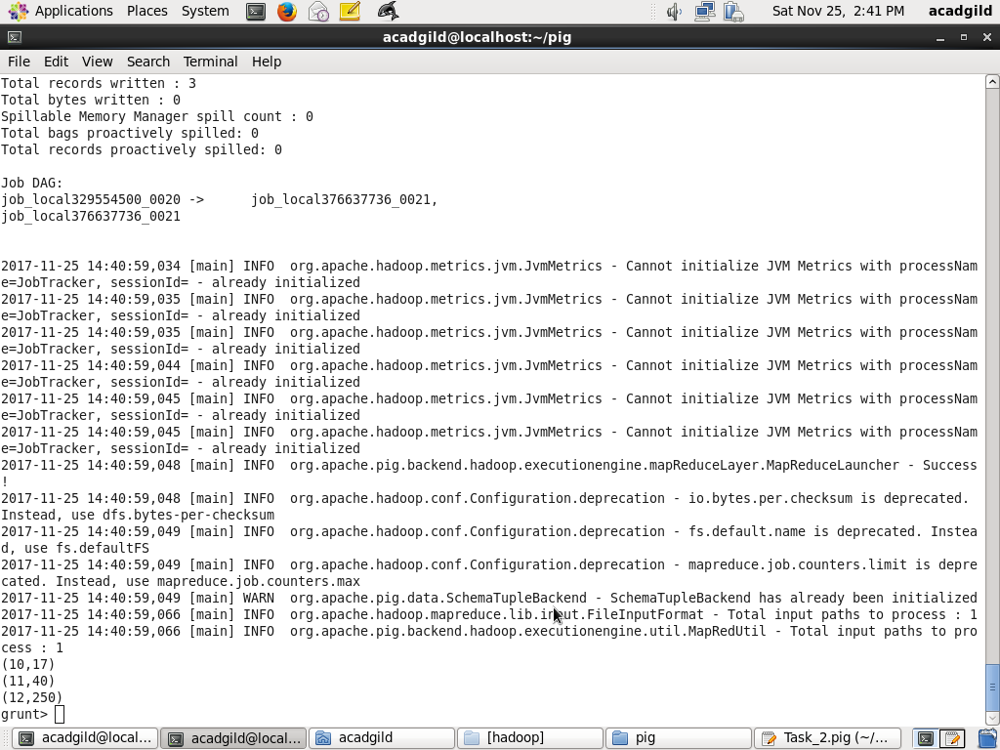 Applications Places System Sat Nov 25, 2:41 PM acadgild
acadgild@localhost:~/pig
File Edit View Search Terminal Help
Total records written : 3
Total bytes written : 0
Spillable Memory Manager spill count : 0
Total bags proactively spilled: 0
Total records proactively spilled: 0
Job DAG:
job_local329554500_0020 -> job_local376637736_0021,
job_local376637736_0021
2017-11-25 14:40:59,034 [main] INFO org.apache.hadoop.metrics.jvm.JvmMetrics - Cannot initialize JVM Metrics with processNam
e=JobTracker, sessionId= - already initialized
2017-11-25 14:40:59,035 [main] INFO org.apache.hadoop.metrics.jvm.JvmMetrics - Cannot initialize JVM Metrics with processNam
e=JobTracker, sessionId= - already initialized
2017-11-25 14:40:59,035 [main] INFO org.apache.hadoop.metrics.jvm.JvmMetrics - Cannot initialize JVM Metrics with processNam
e=JobTracker, sessionId= - already initialized
2017-11-25 14:40:59,044 [main] INFO org.apache.hadoop.metrics.jvm.JvmMetrics - Cannot initialize JVM Metrics with processNam
e=JobTracker, sessionId= - already initialized
2017-11-25 14:40:59,045 [main] INFO org.apache.hadoop.metrics.jvm.JvmMetrics - Cannot initialize JVM Metrics with processNam
e=JobTracker, sessionId= - already initialized
2017-11-25 14:40:59,045 [main] INFO org.apache.hadoop.metrics.jvm.JvmMetrics - Cannot initialize JVM Metrics with processNam
e=JobTracker, sessionId= - already initialized
2017-11-25 14:40:59,048 [main] INFO org.apache.pig.backend.hadoop.executionengine.mapReduceLayer.MapReduceLauncher - Success
!
2017-11-25 14:40:59,048 [main] INFO org.apache.hadoop.conf.Configuration.deprecation - io.bytes.per.checksum is deprecated.
Instead, use dfs.bytes-per-checksum
2017-11-25 14:40:59,049 [main] INFO org.apache.hadoop.conf.Configuration.deprecation - fs.default.name is deprecated. Instea
d, use fs.defaultFS
2017-11-25 14:40:59,049 [main] INFO org.apache.hadoop.conf.Configuration.deprecation - mapreduce.job.counters.limit is depre
cated. Instead, use mapreduce.job.counters.max
2017-11-25 14:40:59,049 [main] WARN org.apache.pig.data.SchemaTupleBackend - SchemaTupleBackend has already been initialized
2017-11-25 14:40:59,066 [main] INFO org.apache.hadoop.mapreduce.lib.input.FileInputFormat - Total input paths to process : 1
2017-11-25 14:40:59,066 [main] INFO org.apache.pig.backend.hadoop.executionengine.util.MapRedUtil - Total input paths to pro
cess : 1
(10,17)
(11,40)
(12,250)
grunt>
acadgild@local... acadgild@local... acadgild [hadoop] pig Task_2.pig (~/...